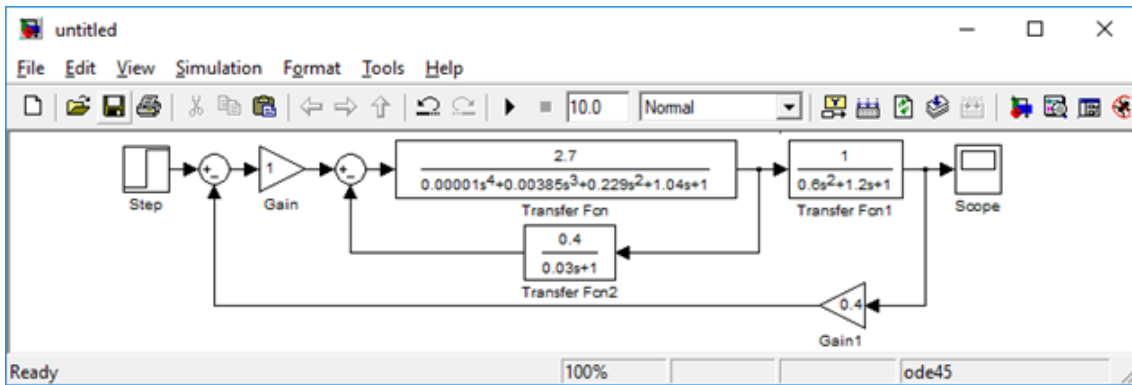 untitled
File Edit View Simulation Format Tools Help
10.0 Normal
Step
+-
1
Gain
+-
2.7
0.00001s4+0.00385s3+0.229s2+1.04s+1
Transfer Fcn
1
0.6s2+1.2s+1
Transfer Fcn1
Scope
0.4
0.03s+1
Transfer Fcn2
0.4
Gain1
Ready 100% ode45